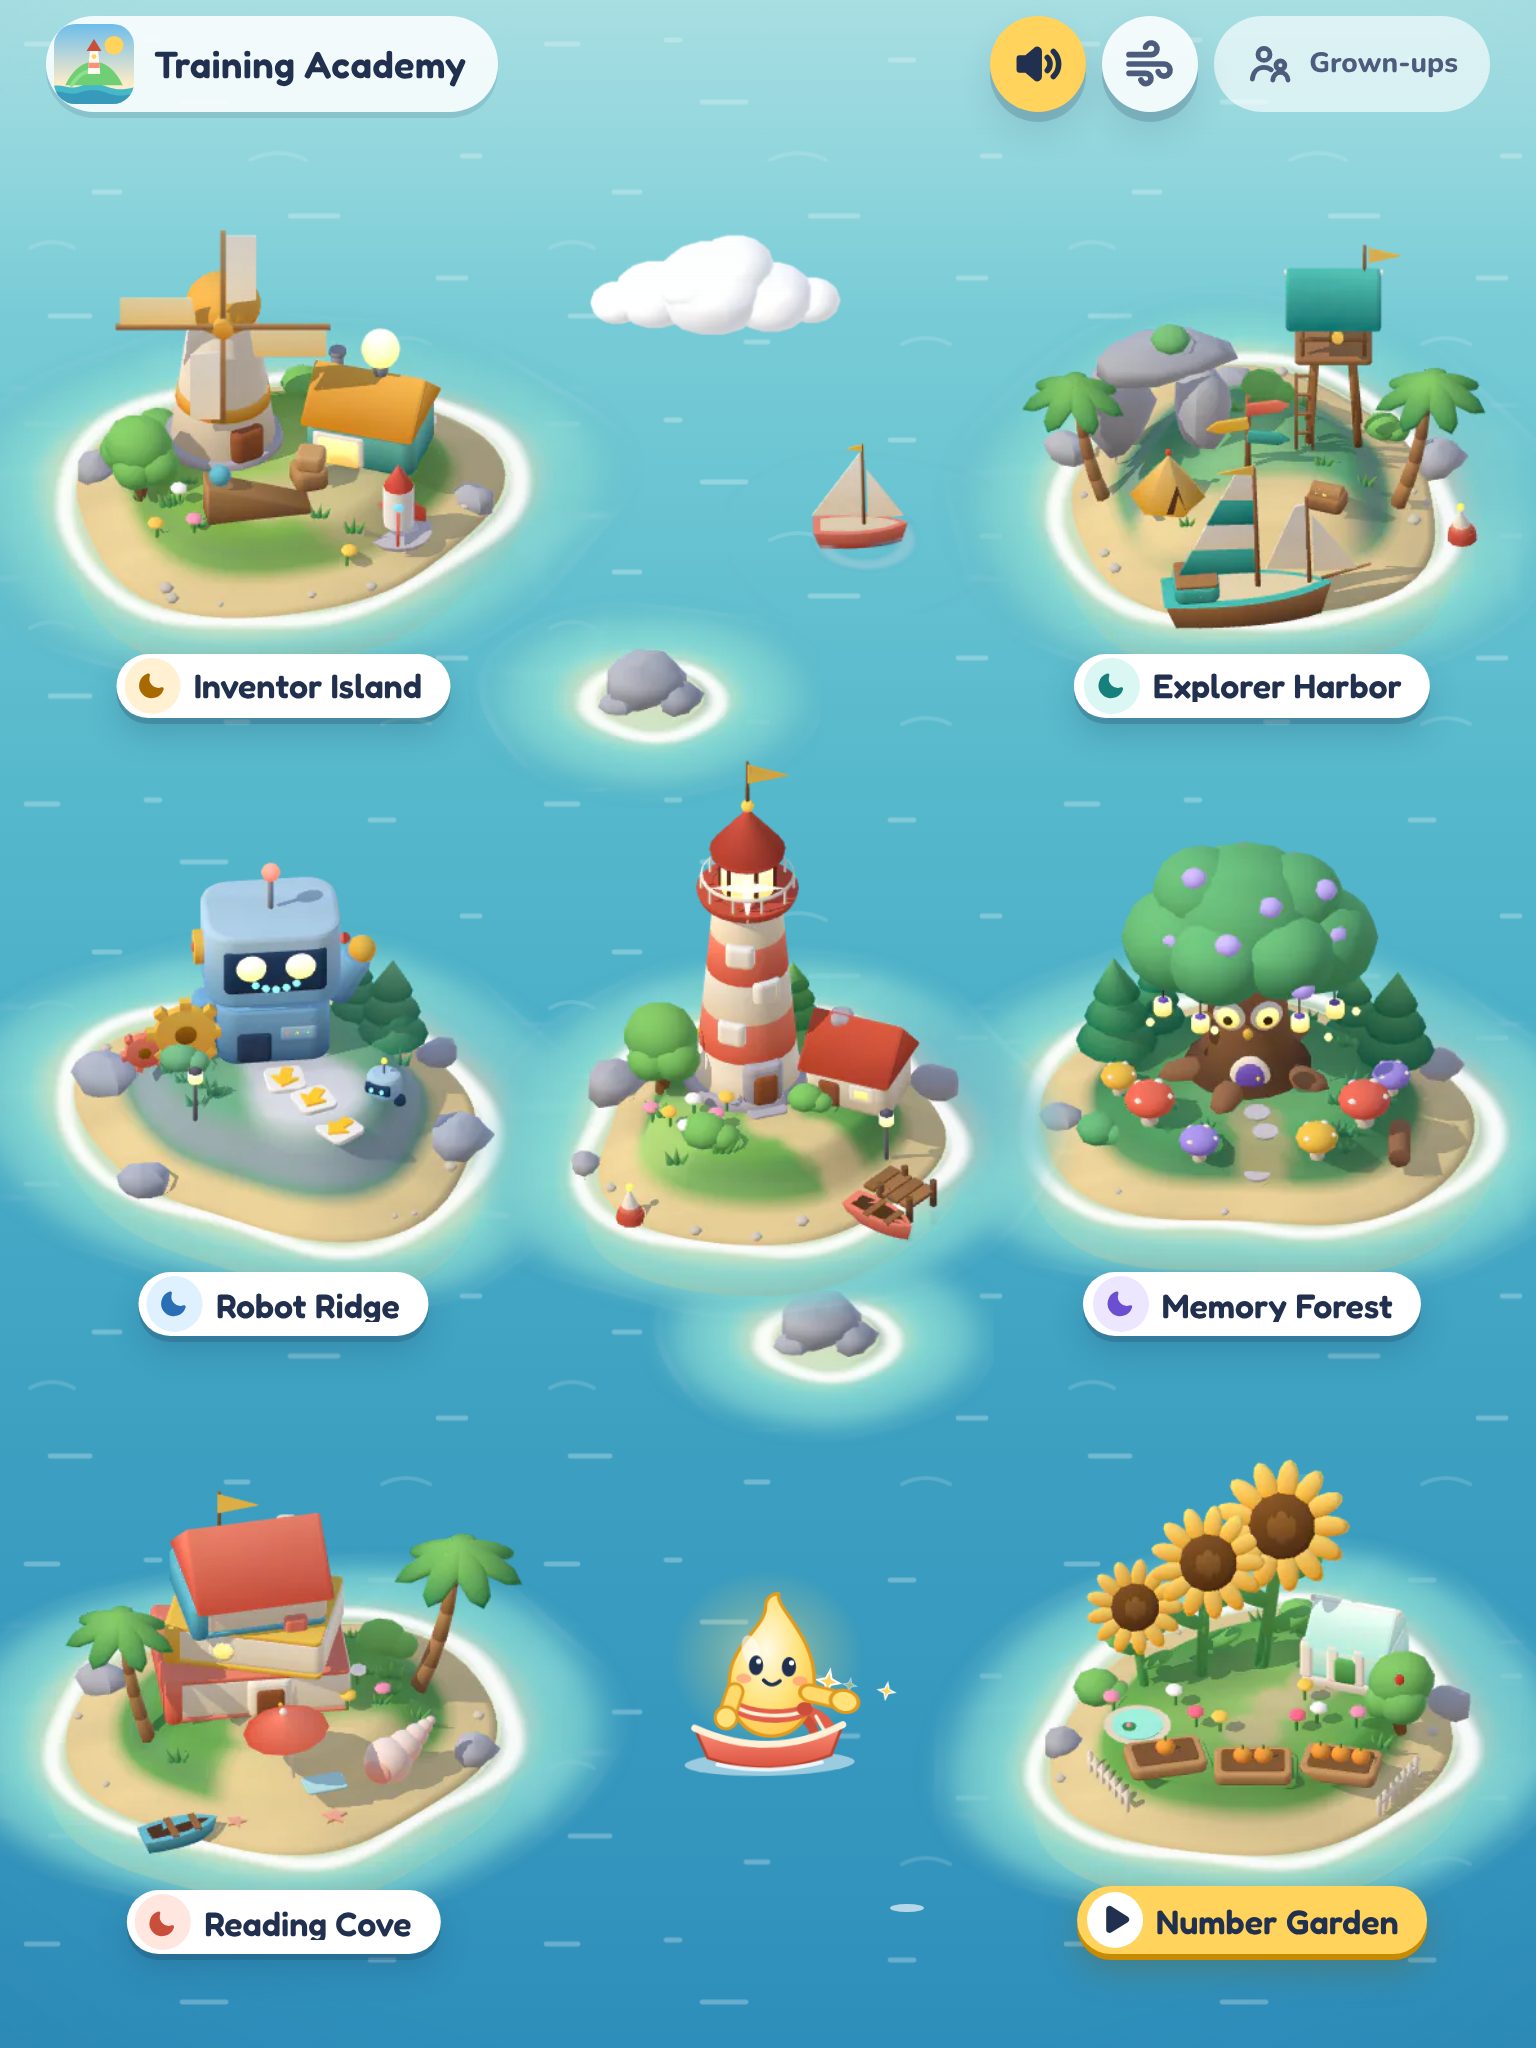 Training Academy
Grown-ups
Inventor Island
Explorer Harbor
Robot Ridge
Memory Forest
Reading Cove
Number Garden